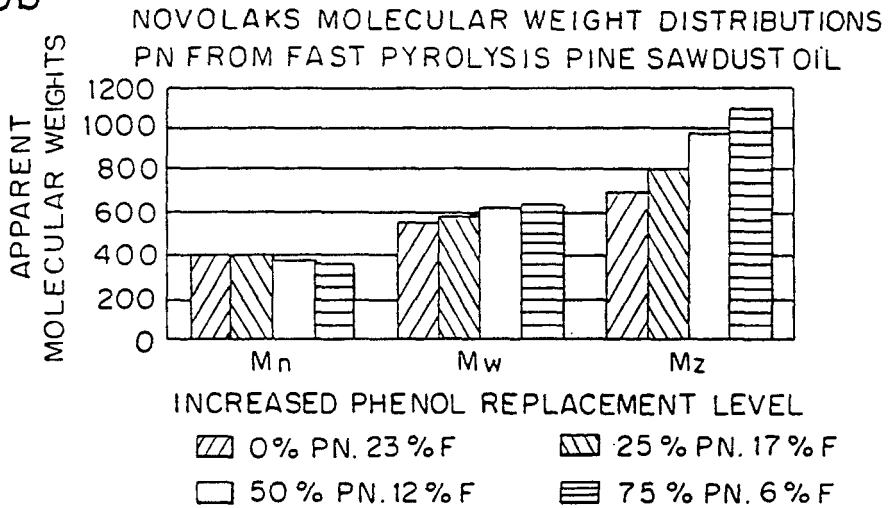 NOVOLAKS MOLECULAR WEIGHT DISTRIBUTIONS
PN FROM FAST PYROLYSIS PINE SAWDUST OIL
APPARENT
MOLECULAR WEIGHTS
1200
1000
800
600
400
200
0
Mn Mw Mz
INCREASED PHENOL REPLACEMENT LEVEL
0% PN. 23% F 25% PN. 17% F
50% PN. 12% F 75% PN. 6% F